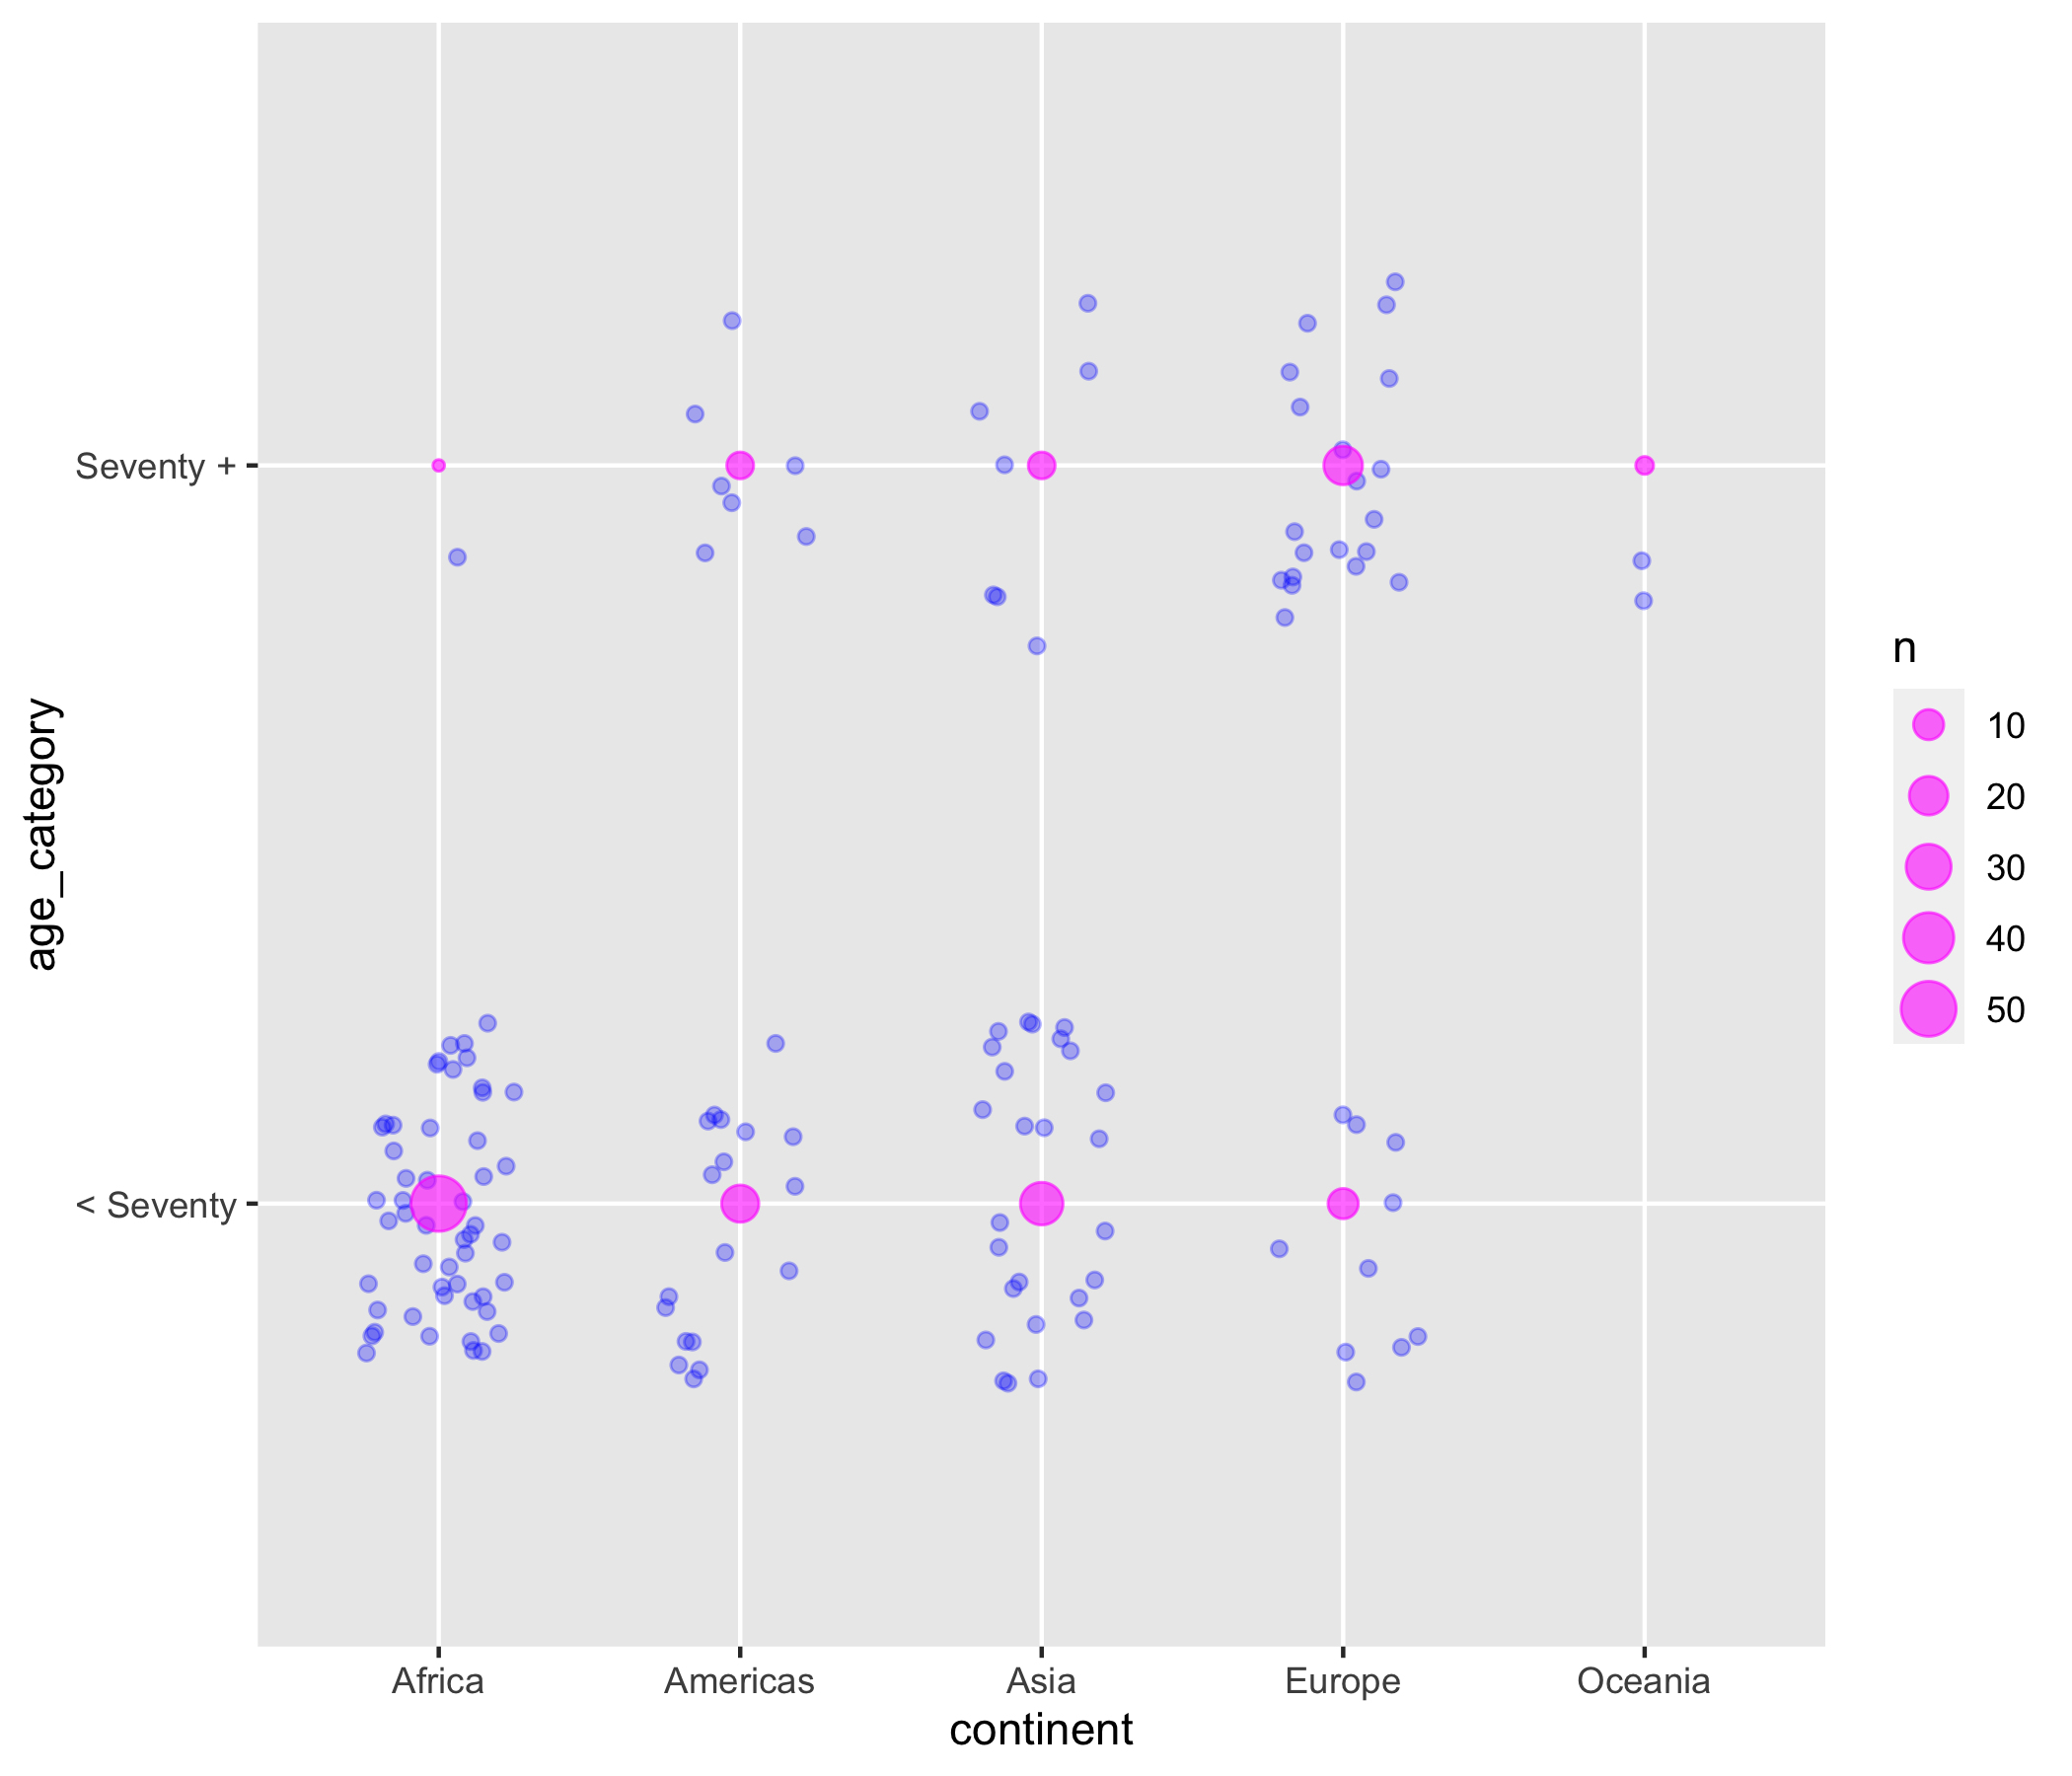 Seventy +
< Seventy
age_category
Africa
Americas
Asia
Europe
Oceania
continent
n
10
20
30
40
50